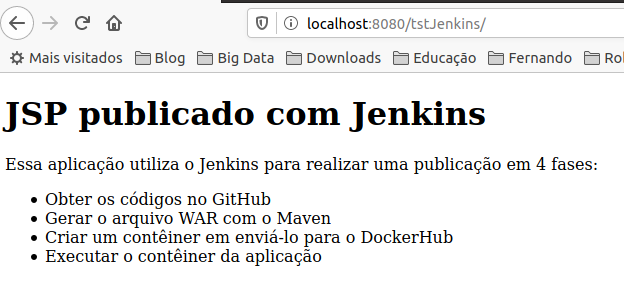 localhost:8080/tstJenkins/
Mais visitados Blog Big Data Downloads Educação Fernando
JSP publicado com Jenkins
Essa aplicação utiliza o Jenkins para realizar uma publicação em 4 fases:
• Obter os códigos no GitHub
• Gerar o arquivo WAR com o Maven
• Criar um contêiner em enviá-lo para o DockerHub
• Executar o contêiner da aplicação